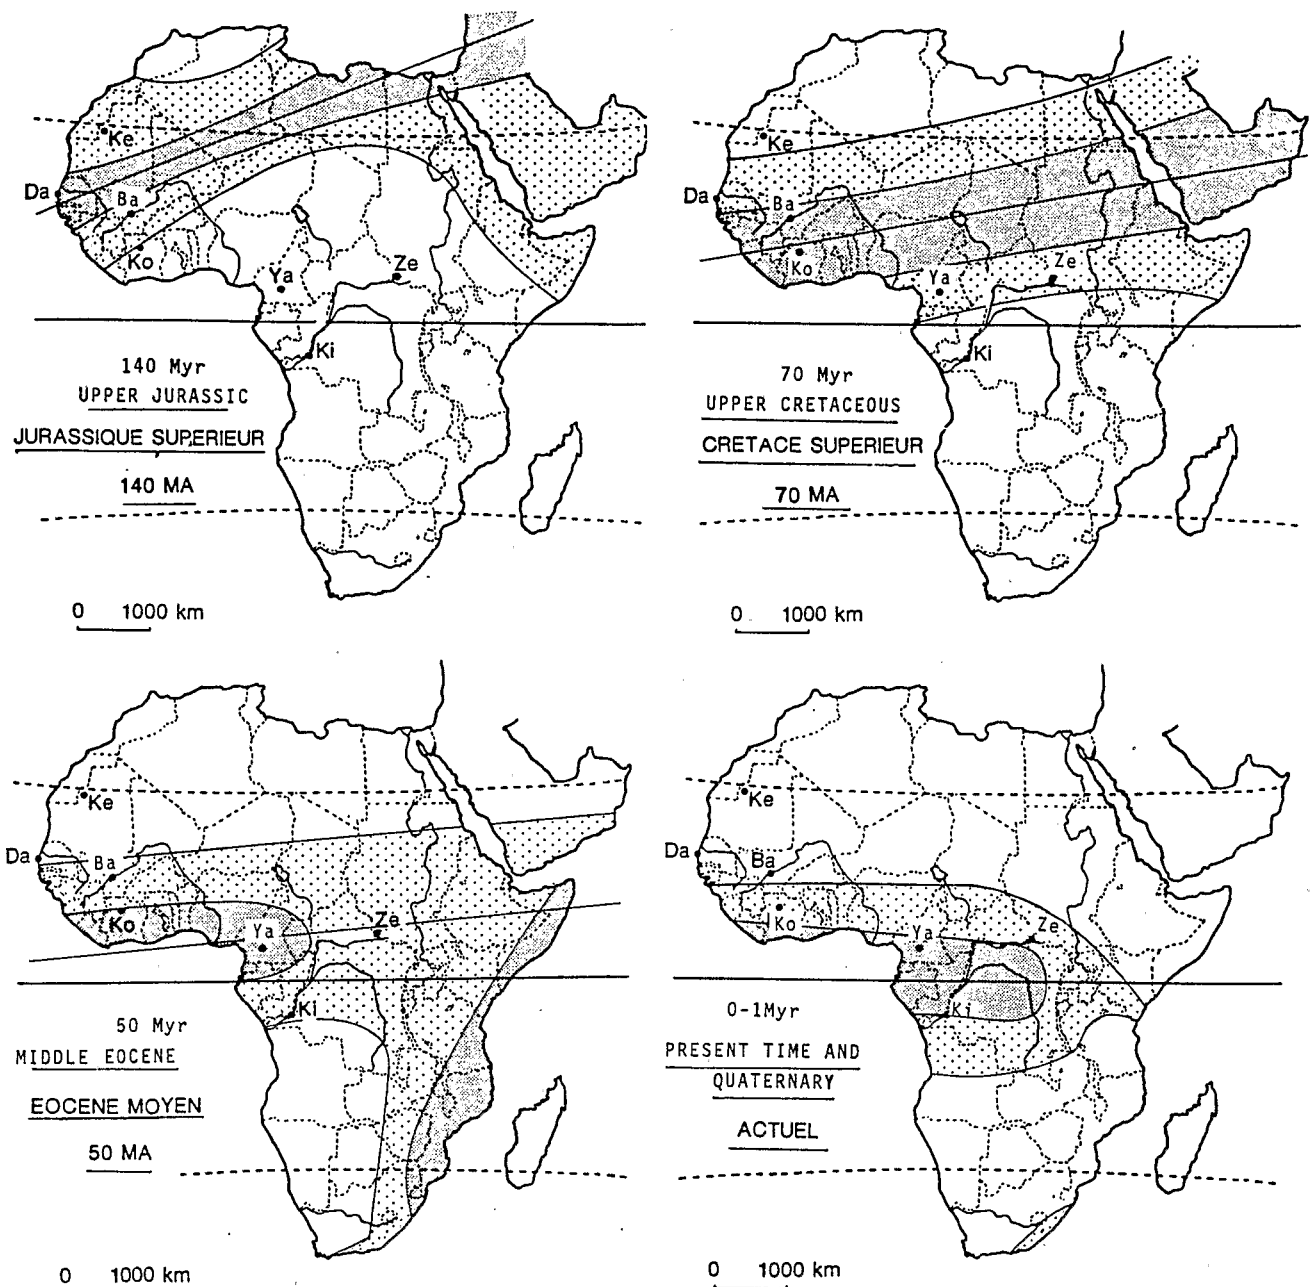 Ke
Da
Ba
Ko
Ya
Ze
Ki
140 Myr
UPPER JURASSIC
JURASSIQUE SUPERIEUR
140 MA
0 1000 km
Ke
Da
Ba
Ko
Ya
Ze
Ki
70 Myr
UPPER CRETACEOUS
CRETACE SUPERIEUR
70 MA
0 1000 km
Ke
Da
Ba
Ko
Ya
Ze
Ki
50 Myr
MIDDLE EOCENE
EOCENE MOYEN
50 MA
0 1000 km
Ke
Da
Ba
Ko
Ya
Ze
Ki
0-1Myr
PRESENT TIME AND
QUATERNARY
ACTUEL
0 1000 km